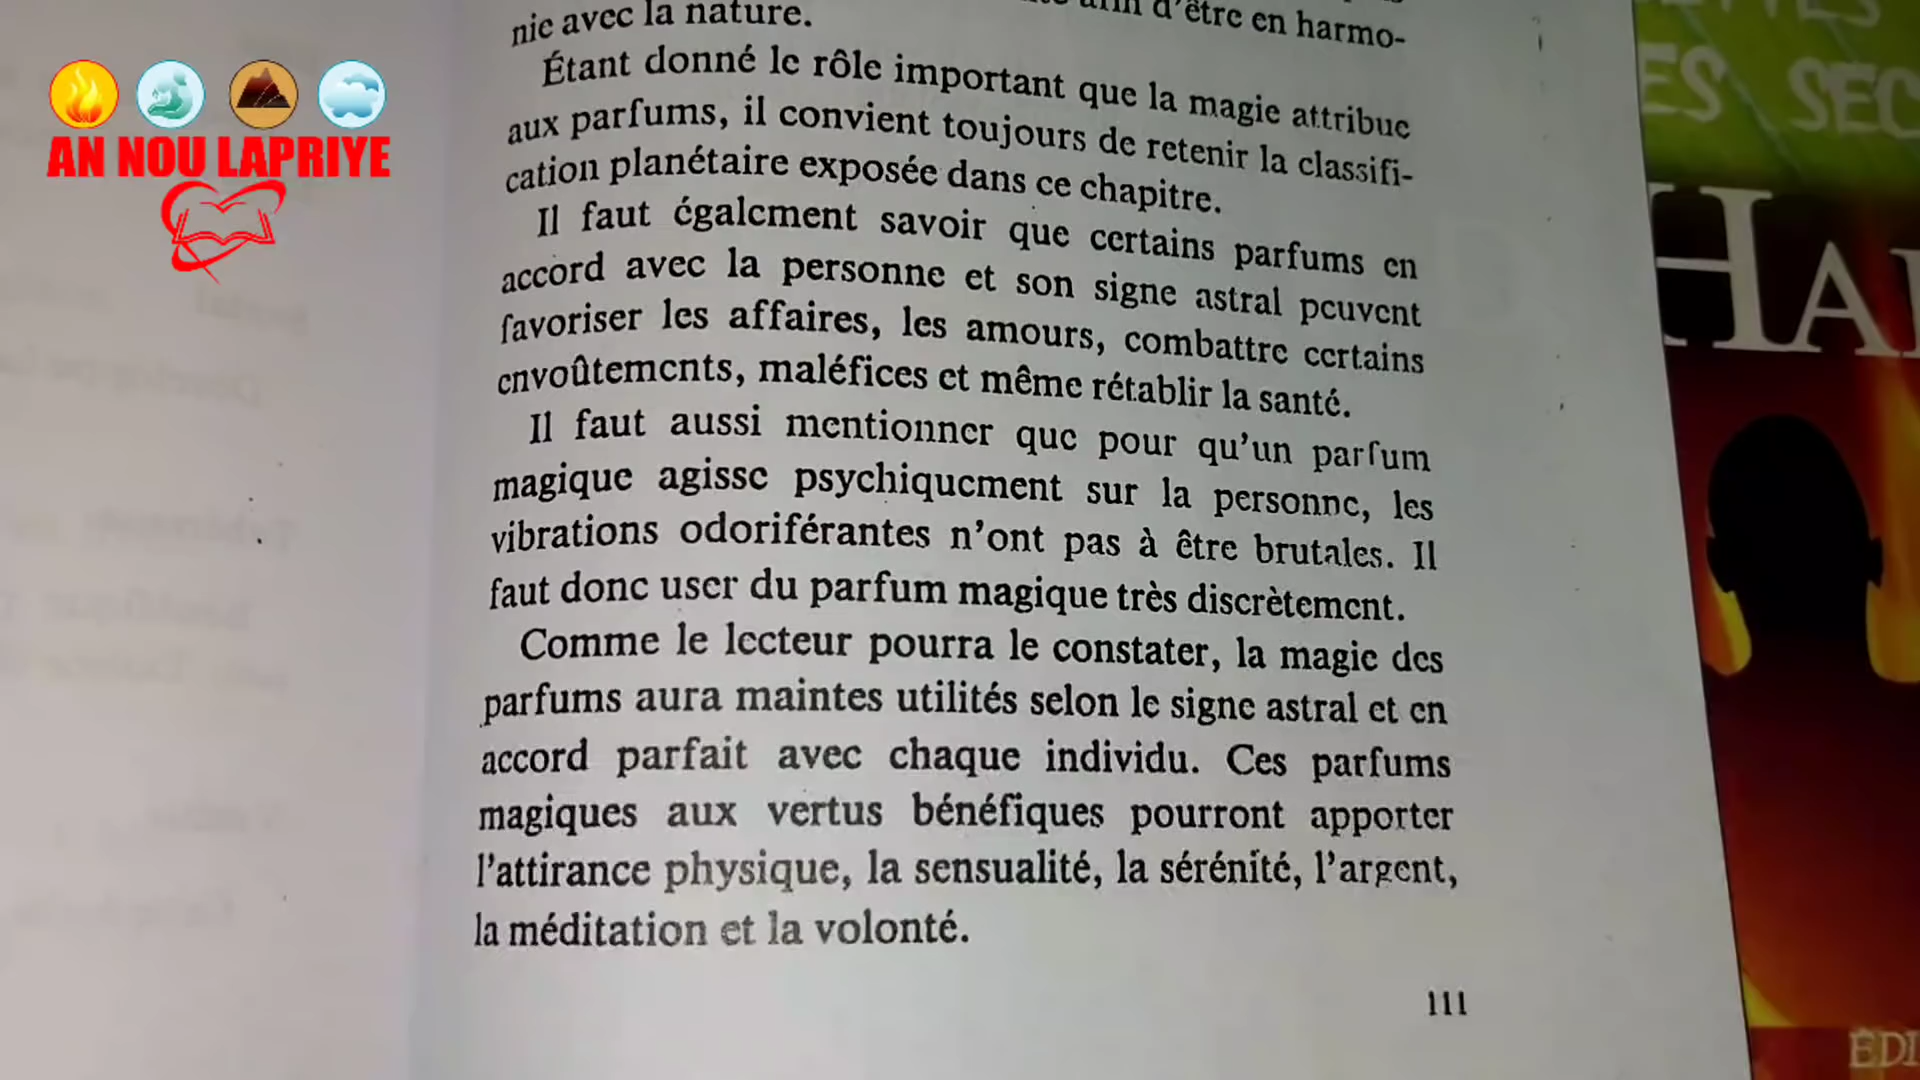 AN NOU LAPRIYE
afin d'être en harmo-
nie avec la nature.
Étant donné le rôle important que la magie attribue
aux parfums, il convient toujours de retenir la classifi-
cation planétaire exposée dans ce chapitre.
Il faut également savoir que certains parfums en
accord avec la personne et son signe astral peuvent
favoriser les affaires, les amours, combattre certains
envoûtements, maléfices et même rétablir la santé.
Il faut aussi mentionner que pour qu'un parfum
magique agisse psychiquement sur la personne, les
vibrations odoriférantes n'ont pas à être brutales. Il
faut donc user du parfum magique très discrètement.
Comme le lecteur pourra le constater, la magie des
parfums aura maintes utilités selon le signe astral et en
accord parfait avec chaque individu. Ces parfums
magiques aux vertus bénéfiques pourront apporter
l'attirance physique, la sensualité, la sérénité, l'argent,
la méditation et la volonté.
111